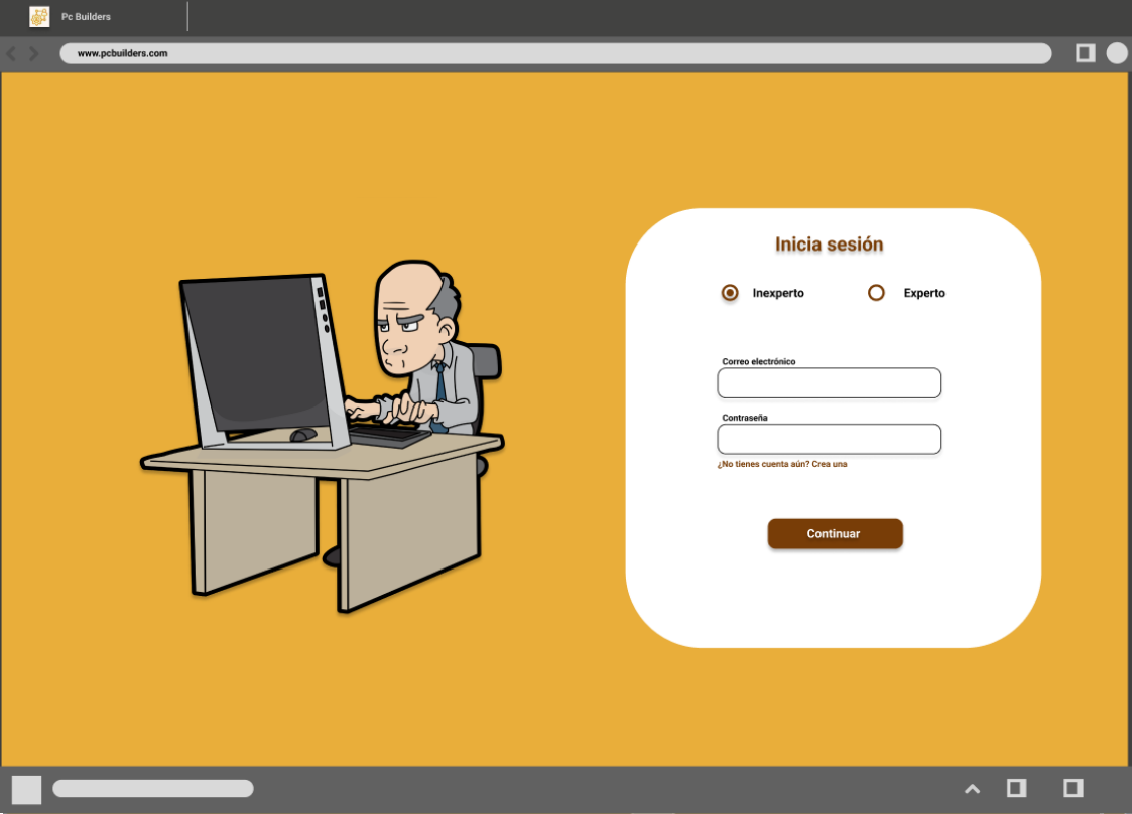 Pc Builders
www.pcbuilders.com
Inicia sesión
Inexperto
Experto
Correo electrónico
Contraseña
¿No tienes cuenta aún? Crea una
Continuar